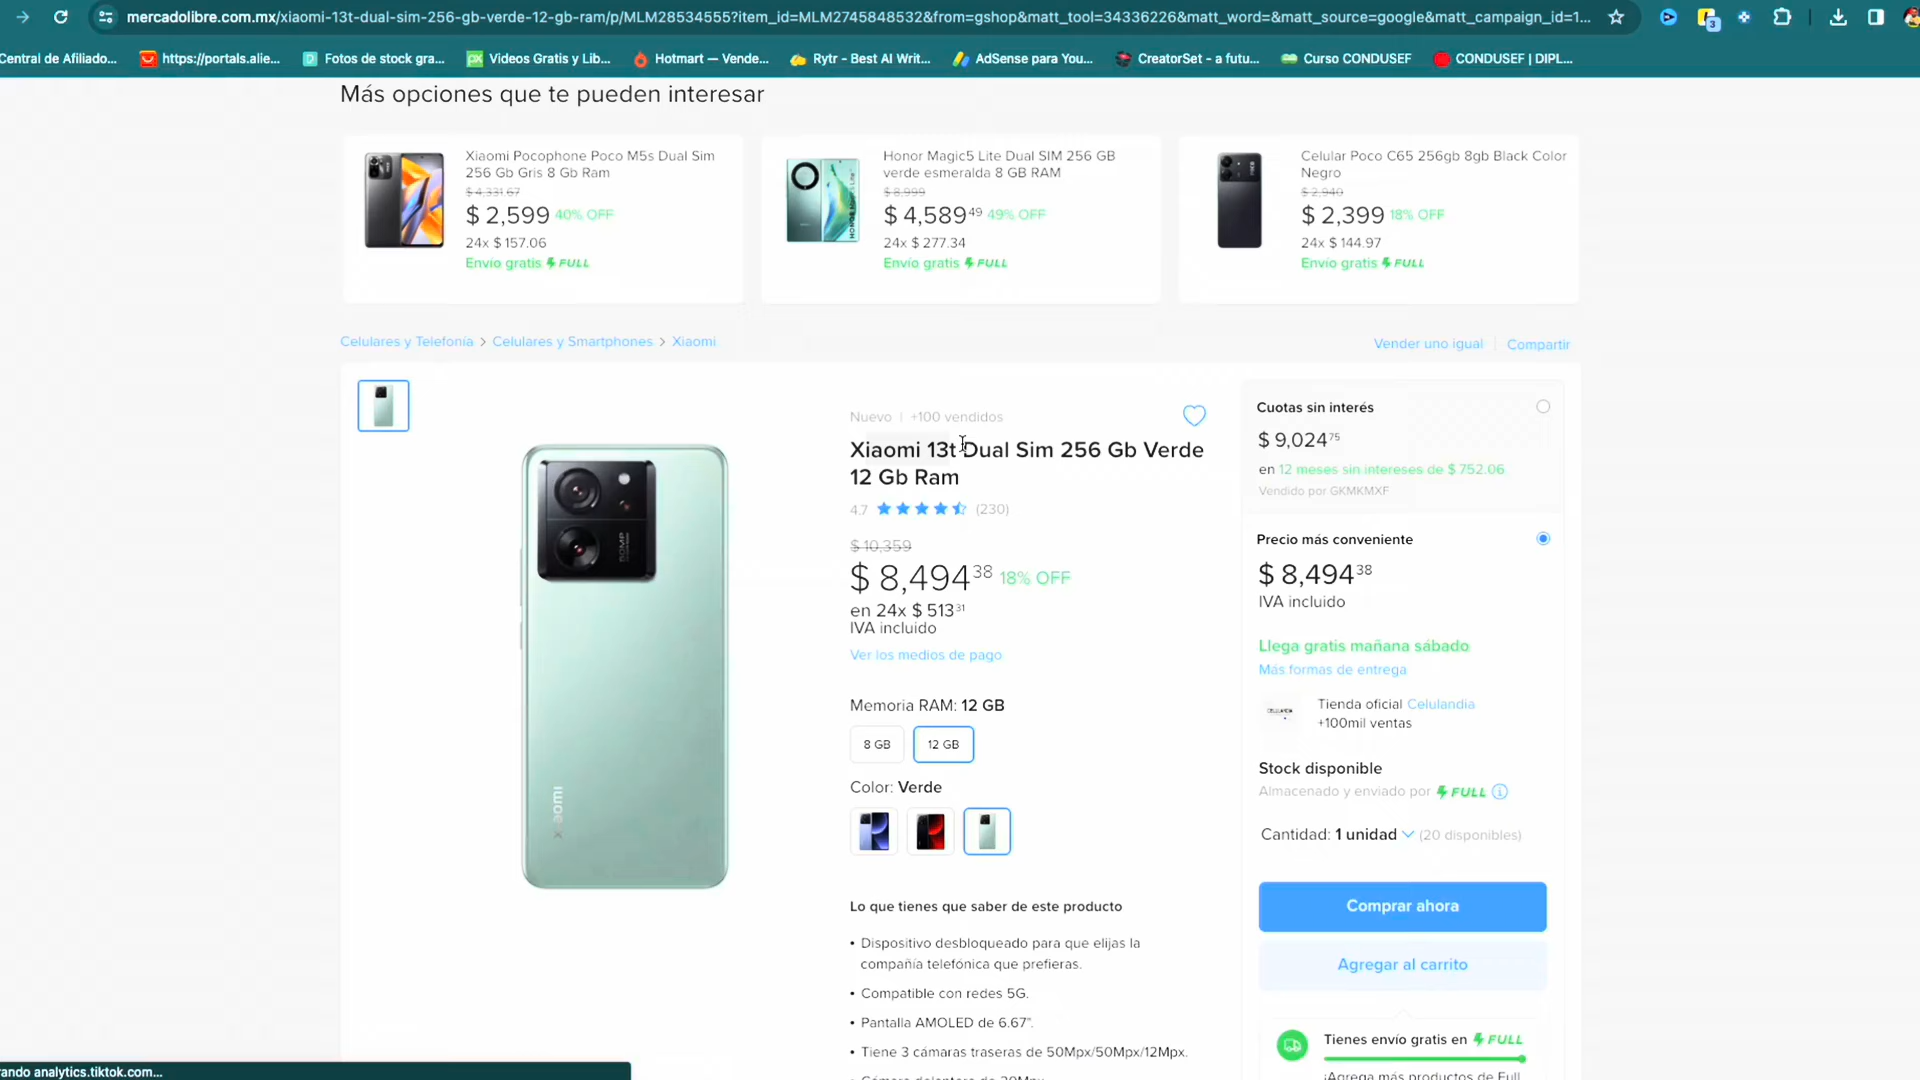 mercadolibre.com.mx/xiaomi-13t-dual-sim-256-gb-verde-12-gb-ram/p/MLM28534555?item_id=MLM2745848532&from=gshop&matt_tool=34336226&matt_word=&matt_source=google&matt_campaign_id=1...
3
Central de Afiliado...
https://portals.alie...
Fotos de stock gra...
Videos Gratis y Lib...
Hotmart — Vende...
Rytr - Best AI Writ...
AdSense para You...
CreatorSet - a futu...
Curso CONDUSEF
CONDUSEF | DIPL...
Más opciones que te pueden interesar
Xiaomi Pocophone Poco M5s Dual Sim
256 Gb Gris 8 Gb Ram
$ 4,331.67
$ 2,599 40% OFF
24x $ 157.06
Envío gratis FULL
Honor Magic5 Lite Dual SIM 256 GB
verde esmeralda 8 GB RAM
$ 8,999
$ 4,589 49 49% OFF
24x $ 277.34
Envío gratis FULL
Celular Poco C65 256gb 8gb Black Color
Negro
$ 2,940
$ 2,399 18% OFF
24x $ 144.97
Envío gratis FULL
Celulares y Telefonía > Celulares y Smartphones > Xiaomi
Vender uno igual | Compartir
Nuevo | +100 vendidos
Xiaomi 13t Dual Sim 256 Gb Verde
12 Gb Ram
4.7 (230)
$ 10,359
$ 8,494 38 18% OFF
en 24x $ 513 31
IVA incluido
Ver los medios de pago
Memoria RAM: 12 GB
8 GB
12 GB
Color: Verde
Lo que tienes que saber de este producto
• Dispositivo desbloqueado para que elijas la
compañía telefónica que prefieras.
• Compatible con redes 5G.
• Pantalla AMOLED de 6.67".
• Tiene 3 cámaras traseras de 50Mpx/50Mpx/12Mpx.
50MP
xiaomi
Cuotas sin interés
$ 9,024 75
en 12 meses sin intereses de $ 752.06
Vendido por GKMKMXF
Precio más conveniente
$ 8,494 38
IVA incluido
Llega gratis mañana sábado
Más formas de entrega
Tienda oficial Celulandia
+100mil ventas
Stock disponible
Almacenado y enviado por FULL
Cantidad: 1 unidad (20 disponibles)
Comprar ahora
Agregar al carrito
Tienes envío gratis en FULL
¡Agrega más productos de Full
rando analytics.tiktok.com...